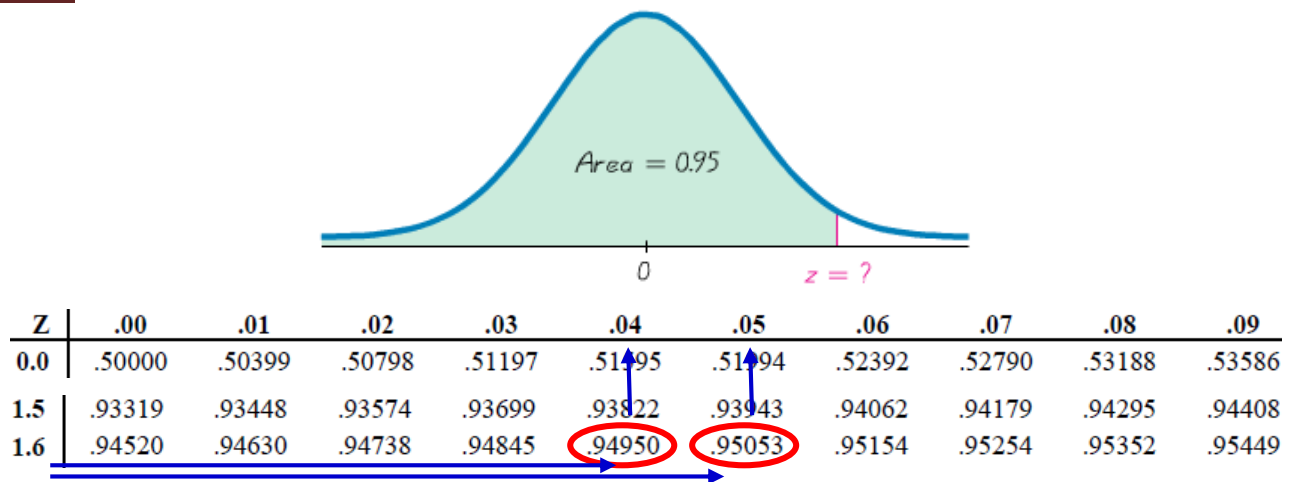 Area = 0.95
0
z = ?
Z .00 .01 .02 .03 .04 .05 .06 .07 .08 .09
0.0 .50000 .50399 .50798 .51197 .51595 .51994 .52392 .52790 .53188 .53586
1.5 .93319 .93448 .93574 .93699 .93822 .93943 .94062 .94179 .94295 .94408
1.6 .94520 .94630 .94738 .94845 .94950 .95053 .95154 .95254 .95352 .95449